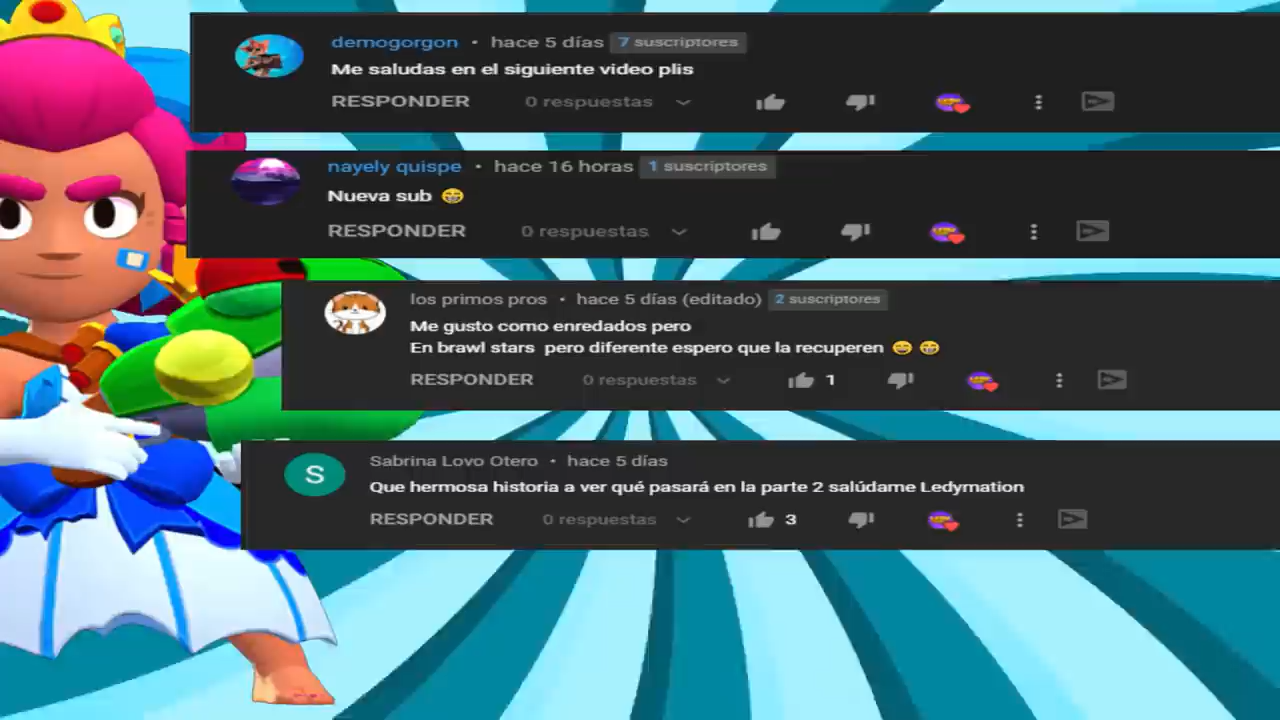 demogorgon • hace 5 días 7 suscriptores
Me saludas en el siguiente video plis
RESPONDER 0 respuestas
nayely quispe • hace 16 horas 1 suscriptores
Nueva sub 😁
RESPONDER 0 respuestas
los primos pros • hace 5 días (editado) 2 suscriptores
Me gusto como enredados pero
En brawl stars pero diferente espero que la recuperen 😄 😁
RESPONDER 0 respuestas 1
Sabrina Lovo Otero • hace 5 días
S
Que hermosa historia a ver qué pasará en la parte 2 salúdame Ledymation
RESPONDER 0 respuestas 3